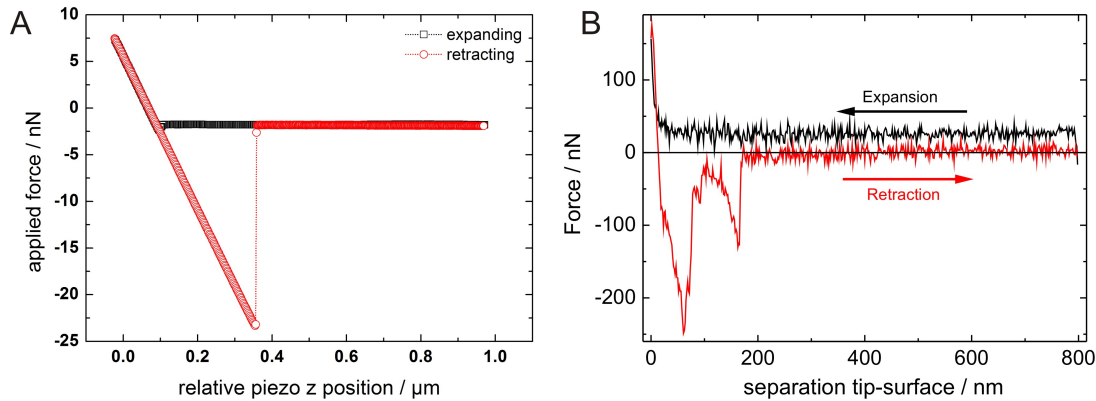 A
10
5
0
-5
-10
-15
-20
-25
applied force / nN
expanding
retracting
0.0 0.2 0.4 0.6 0.8 1.0
relative piezo z position / µm
B
100
0
-100
-200
Force / nN
Expansion
Retraction
0 200 400 600 800
separation tip-surface / nm